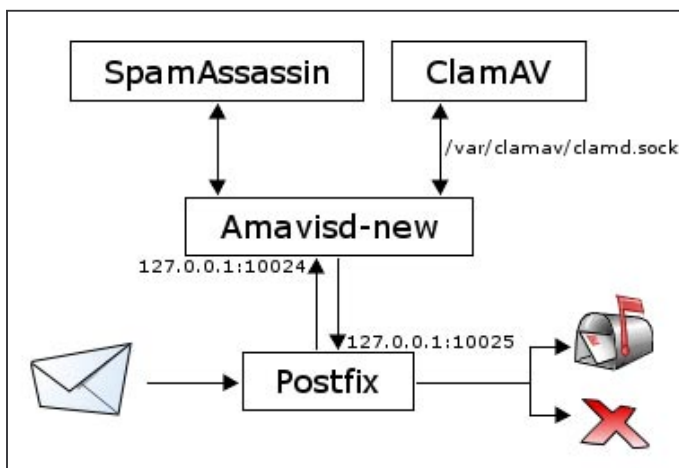 SpamAssassin
ClamAV
/var/clamav/clamd.sock
Amavisd-new
127.0.0.1:10024
127.0.0.1:10025
Postfix